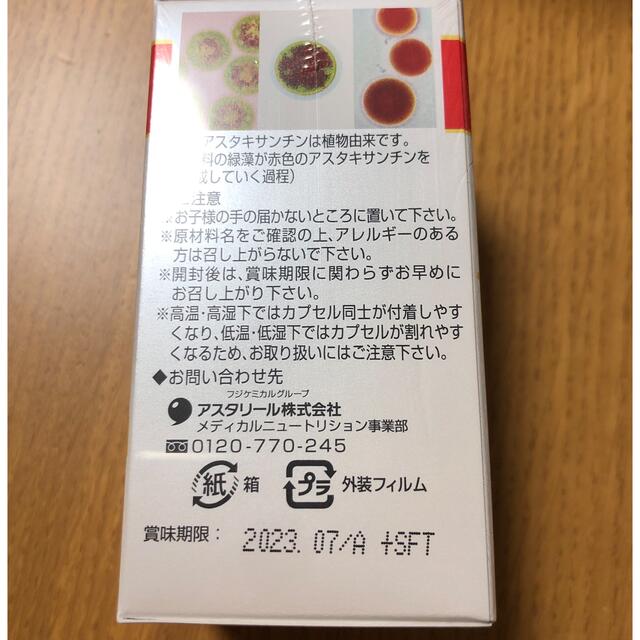 アスタキサンチンは植物由来です。
料の緑藻が赤色のアスタキサンチンを
成していく過程)
ご注意
※お子様の手の届かないところに置いて下さい。
※原材料名をご確認の上、アレルギーのある
方は召し上がらないで下さい。
※開封後は、賞味期限に関わらずお早めに
お召し上がり下さい。
※高温・高湿下ではカプセル同士が付着しやす
くなり、低温・低湿下ではカプセルが割れやす
くなるため、お取り扱いにはご注意下さい。
◆お問い合わせ先
フジケミカルグループ
アスタリール株式会社
メディカルニュートリション事業部
0120-770-245
紙 箱 プラ 外装フィルム
賞味期限： 2023. 07/A +SFT